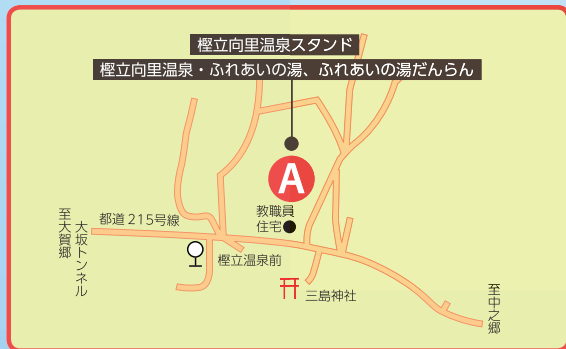 樫立向里温泉スタンド
樫立向里温泉・ふれあいの湯、ふれあいの湯だんらん
A
教職員
住宅
都道215号線
大坂トンネル
至大賀郷
樫立温泉前
三島神社
至中之郷